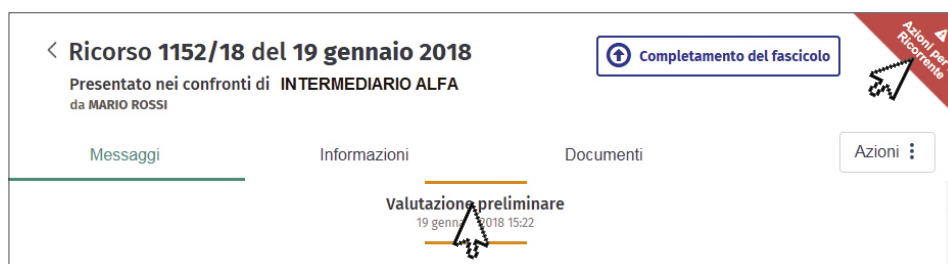 Ricorso 1152/18 del 19 gennaio 2018
Completamento del fascicolo
Azioni per
Ricorrente
Presentato nei confronti di INTERMEDIARIO ALFA
da MARIO ROSSI
Messaggi
Informazioni
Documenti
Azioni
Valutazione preliminare
19 gennaio 2018 15:22